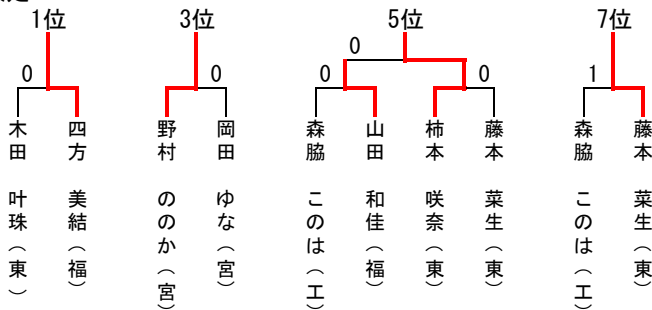 1位
3位
5位
7位
0
0
0
0
0
1
木田 叶珠（東）
四方 美結（福）
野村 ののか（宮）
岡田 ゆな（宮）
森脇 このは（工）
山田 和佳（福）
柿本 咲奈（東）
藤本 菜生（東）
森脇 このは（工）
藤本 菜生（東）